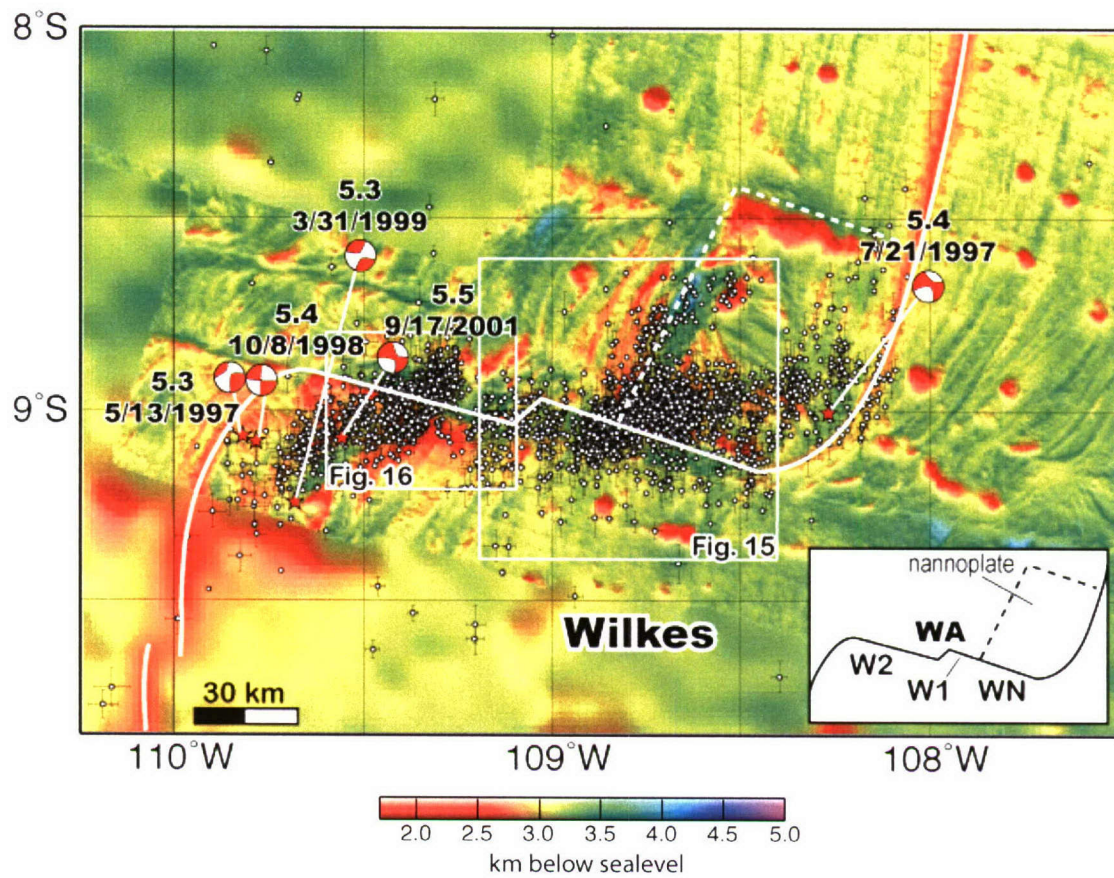 8°S
5.3
3/31/1999
5.4
7/21/1997
5.4
10/8/1998
5.5
9/17/2001
5.3
5/13/1997
9°S
Fig. 16
Fig. 15
Wilkes
nannoplate
WA
W2
W1
WN
30 km
110°W
109°W
108°W
2.0 2.5 3.0 3.5 4.0 4.5 5.0
km below sealevel